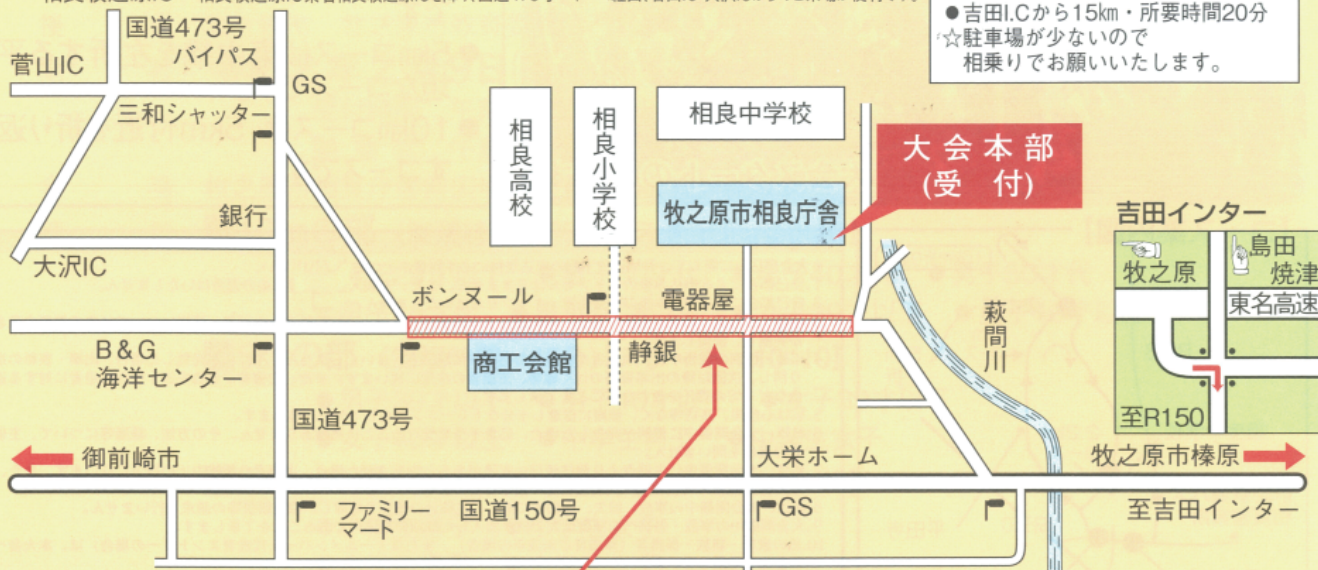 ●吉田I.Cから15㎞・所要時間20分
☆駐車場が少ないので
相乗りでお願いいたします。
国道473号
バイパス
菅山IC
GS
三和シャッター
相良高校
相良小学校
相良中学校
大会本部
(受 付)
牧之原市相良庁舎
銀行
大沢IC
吉田インター
牧之原
島田
焼津
東名高速
至R150
ボンヌール
電器屋
萩間川
B&G
海洋センター
商工会館
静銀
国道473号
御前崎市
大栄ホーム
牧之原市榛原
ファミリー
マート
国道150号
GS
至吉田インター